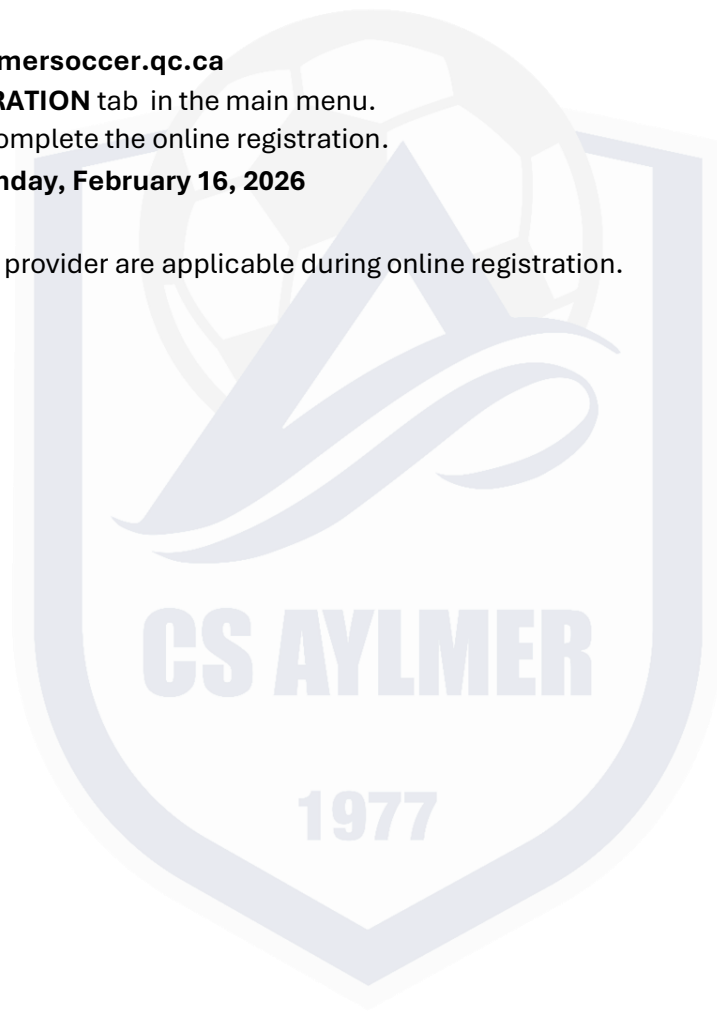 mersoccer.qc.ca
RATION tab in the main menu.
omplete the online registration.
nday, February 16, 2026
provider are applicable during online registration.
CS AYLMER
1977